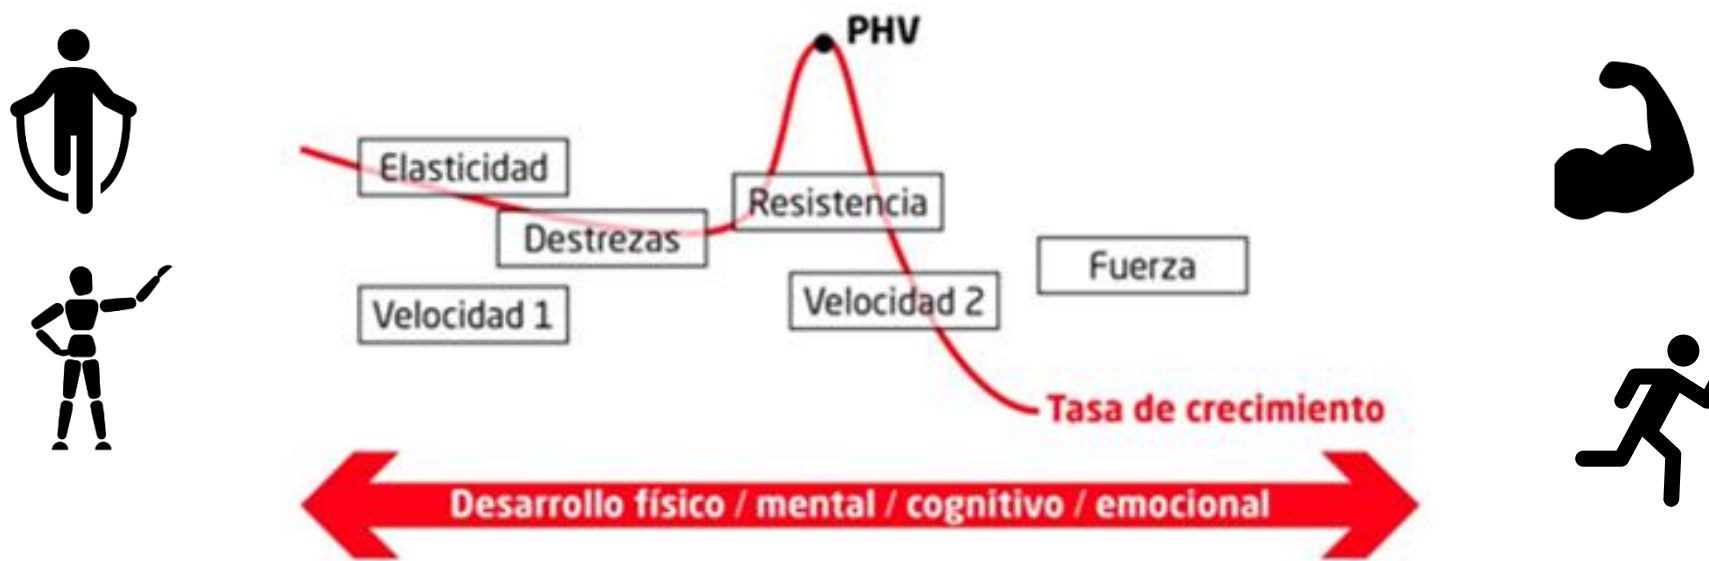 PHV
Elasticidad
Resistencia
Destrezas
Fuerza
Velocidad 1
Velocidad 2
Tasa de crecimiento
Desarrollo físico / mental / cognitivo / emocional